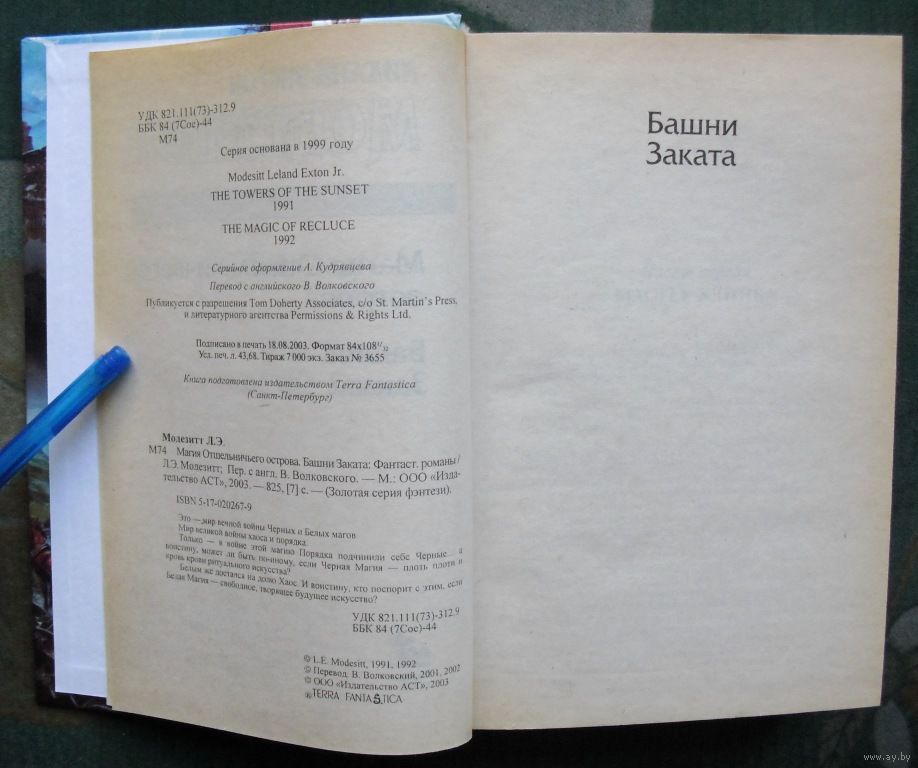 УДК 821.111(73)-312.9
ББК 84 (7Сое)-44
М74
Серия основана в 1999 году
Modesitt Leland Exton Jr.
THE TOWERS OF THE SUNSET
1991
THE MAGIC OF RECLUCE
1992
Серийное оформление А. Кудрявцева
Перевод с английского В. Волковского
Публикуется с разрешения Tom Doherty Associates, c/o St. Martin's Press,
и литературного агентства Permissions & Rights Ltd.
Подписано в печать 18.08.2003. Формат 84x108 1/32
Усл. печ. л. 43,68. Тираж 7 000 экз. Заказ № 3655
Книга подготовлена издательством Terra Fantastica
(Санкт-Петербург)
Модезитт Л.Э.
М74 Магия Отшельничьего острова. Башни Заката: Фантаст. романы /
Л.Э. Модезитт; Пер. с англ. В. Волковского. — М.: ООО «Изда-
тельство АСТ», 2003. — 825, [7] с. — (Золотая серия фэнтези).
ISBN 5-17-020267-9
Это — мир вечной войны Черных и Белых магов
Мир великой войны хаоса и порядка.
Только — в войне этой магию Порядка подчинили себе Черные... а
воистину, может ли быть по-иному, если Черная Магия — плоть плоти и
кровь крови ритуального искусства?
Белым же достался на долю Хаос. И воистину, кто поспорит с этим, если
Белая Магия — свободное, творящее будущее искусство?
УДК 821.111(73)-312.9
ББК 84 (7Сое)-44
© L.E. Modesitt, 1991, 1992
© Перевод. В. Волковский, 2001, 2002
© ООО «Издательство АСТ», 2003
® TERRA FANTASTICA
Башни
Заката
www.ay.by